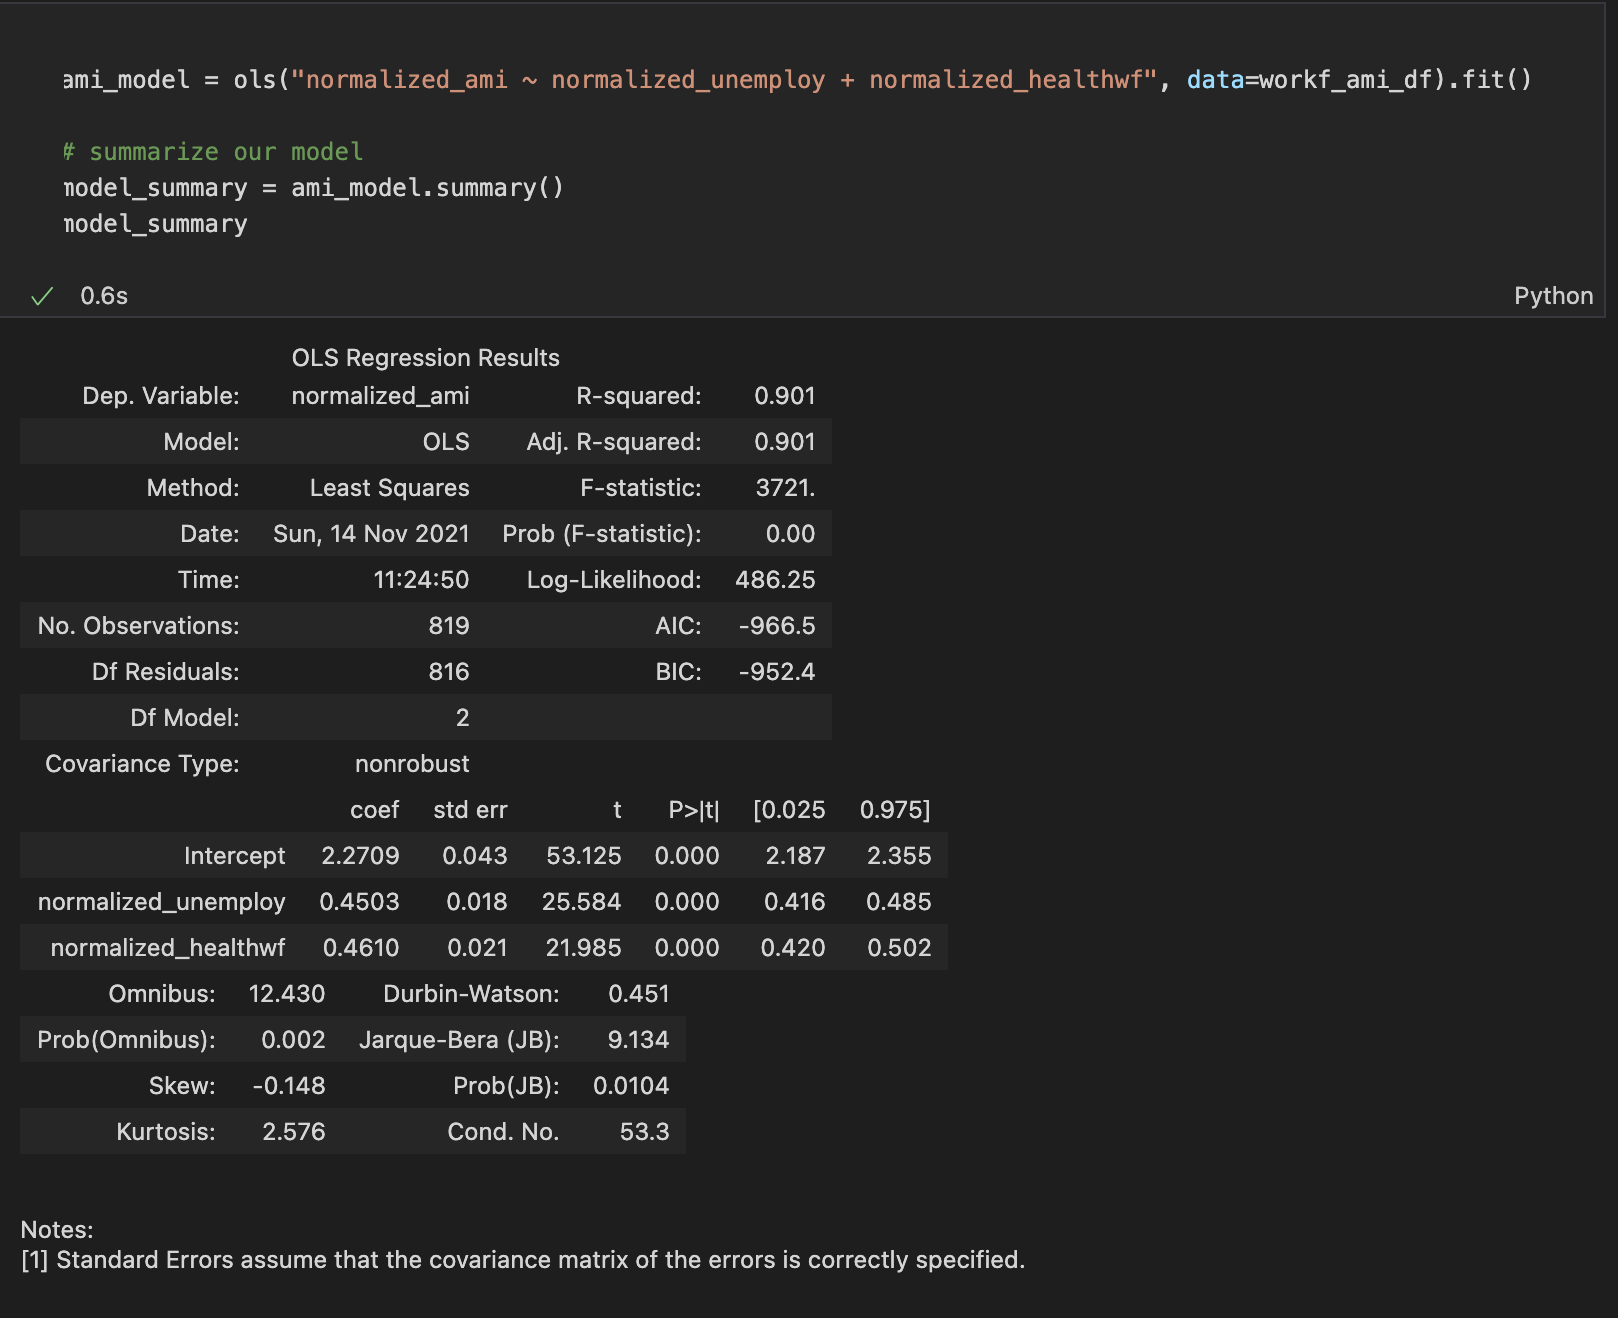 ami_model = ols("normalized_ami ~ normalized_unemploy + normalized_healthwf", data=workf_ami_df).fit()
# summarize our model
model_summary = ami_model.summary()
model_summary
0.6s Python
OLS Regression Results
Dep. Variable: normalized_ami R-squared: 0.901
Model: OLS Adj. R-squared: 0.901
Method: Least Squares F-statistic: 3721.
Date: Sun, 14 Nov 2021 Prob (F-statistic): 0.00
Time: 11:24:50 Log-Likelihood: 486.25
No. Observations: 819 AIC: -966.5
Df Residuals: 816 BIC: -952.4
Df Model: 2
Covariance Type: nonrobust
coef std err t P>|t| [0.025 0.975]
Intercept 2.2709 0.043 53.125 0.000 2.187 2.355
normalized_unemploy 0.4503 0.018 25.584 0.000 0.416 0.485
normalized_healthwf 0.4610 0.021 21.985 0.000 0.420 0.502
Omnibus: 12.430 Durbin-Watson: 0.451
Prob(Omnibus): 0.002 Jarque-Bera (JB): 9.134
Skew: -0.148 Prob(JB): 0.0104
Kurtosis: 2.576 Cond. No. 53.3
Notes:
[1] Standard Errors assume that the covariance matrix of the errors is correctly specified.